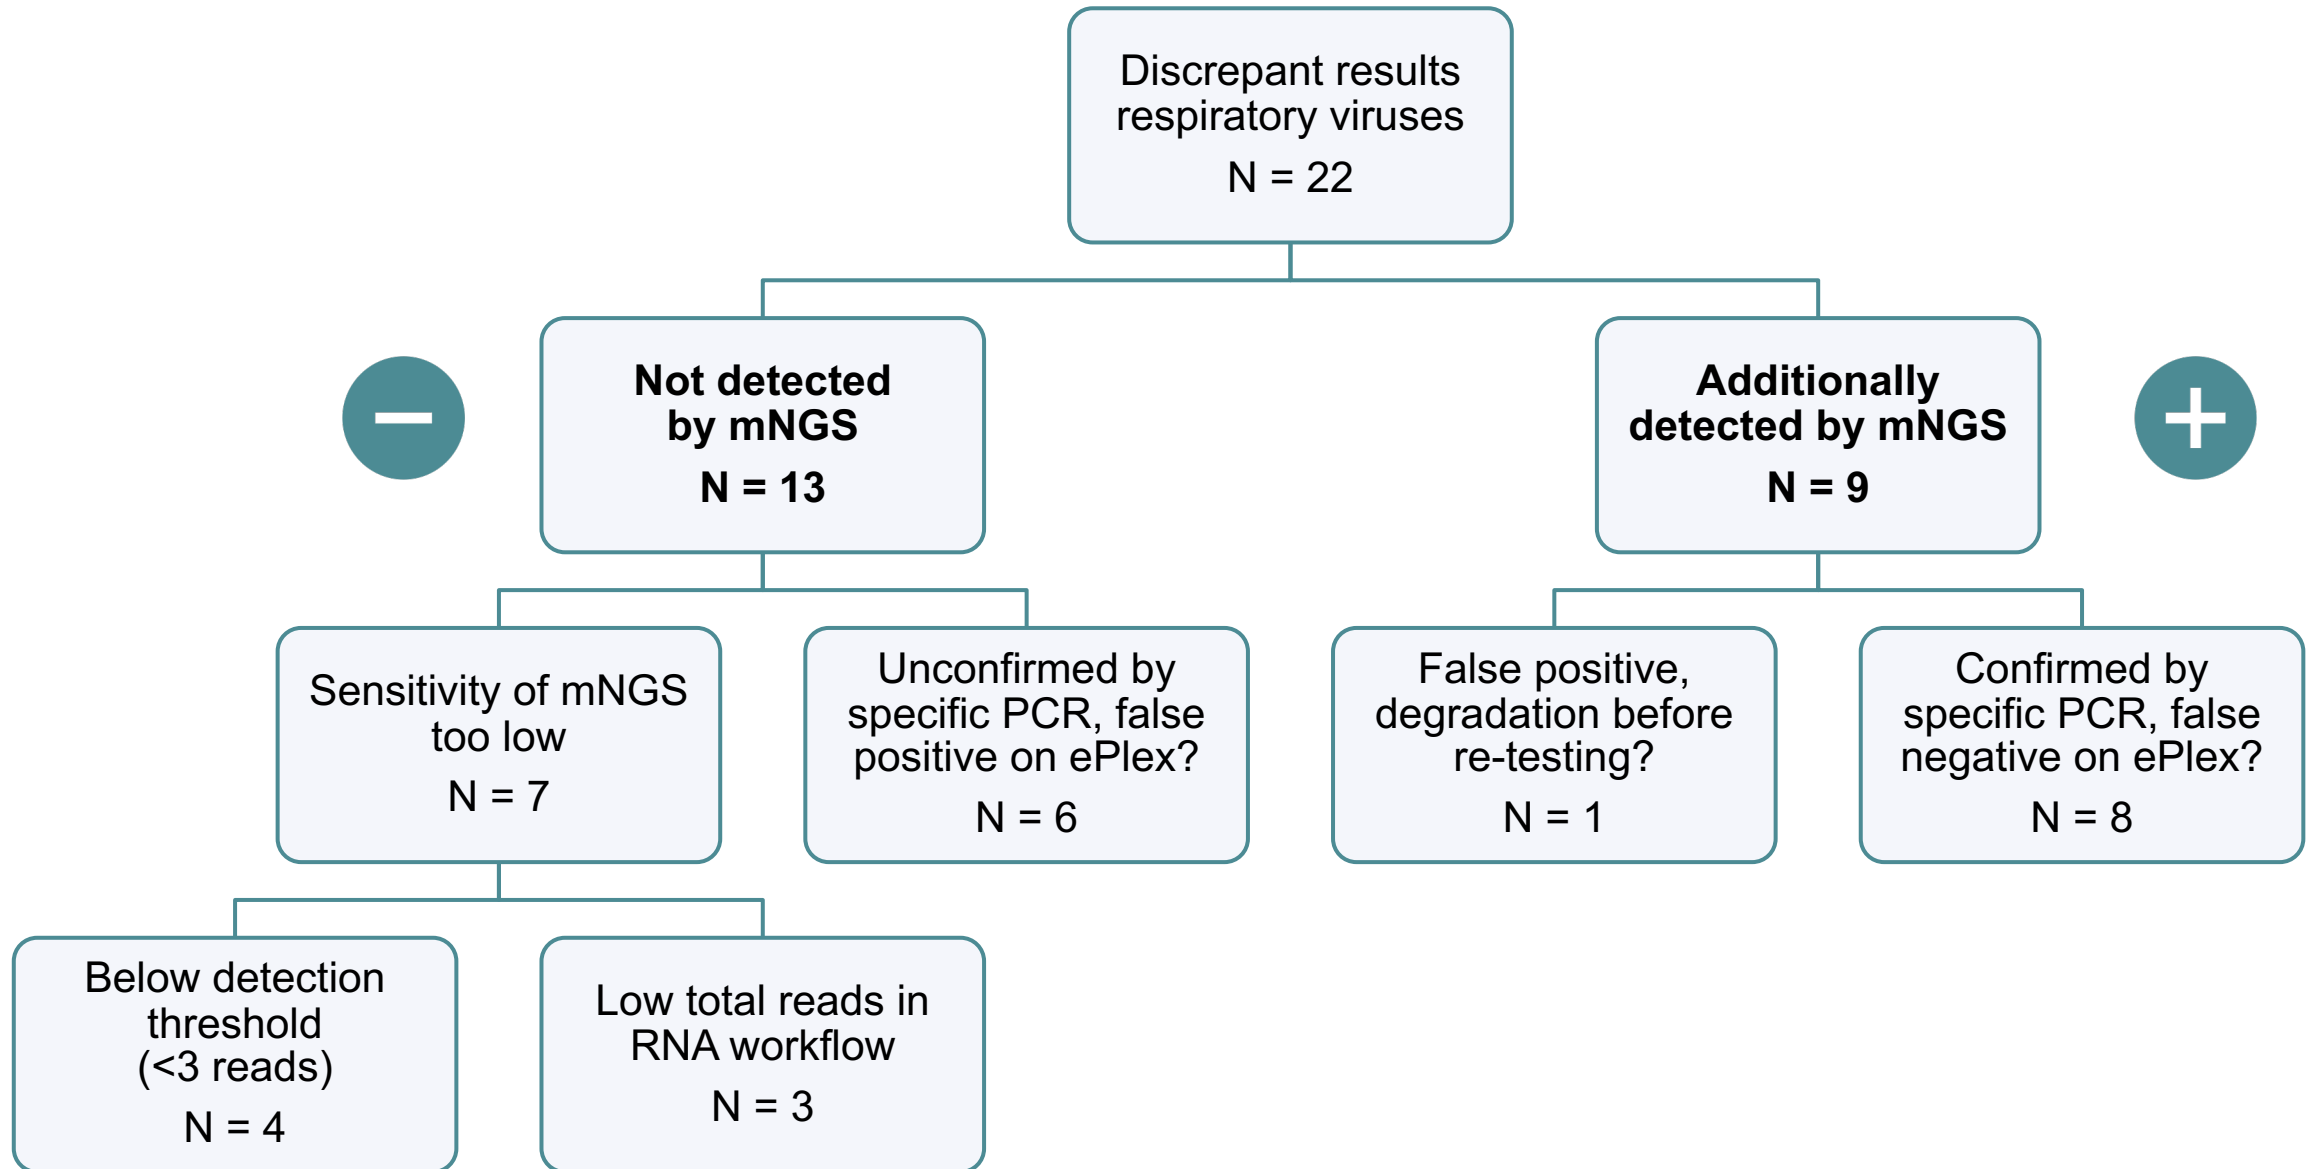 Discrepant results
respiratory viruses
N = 22
Not detected
by mNGS
N = 13
Additionally
detected by mNGS
N = 9
Sensitivity of mNGS
too low
N = 7
Unconfirmed by
specific PCR, false
positive on ePlex?
N = 6
False positive,
degradation before
re-testing?
N = 1
Confirmed by
specific PCR, false
negative on ePlex?
N = 8
Below detection
threshold
(<3 reads)
N = 4
Low total reads in
RNA workflow
N = 3